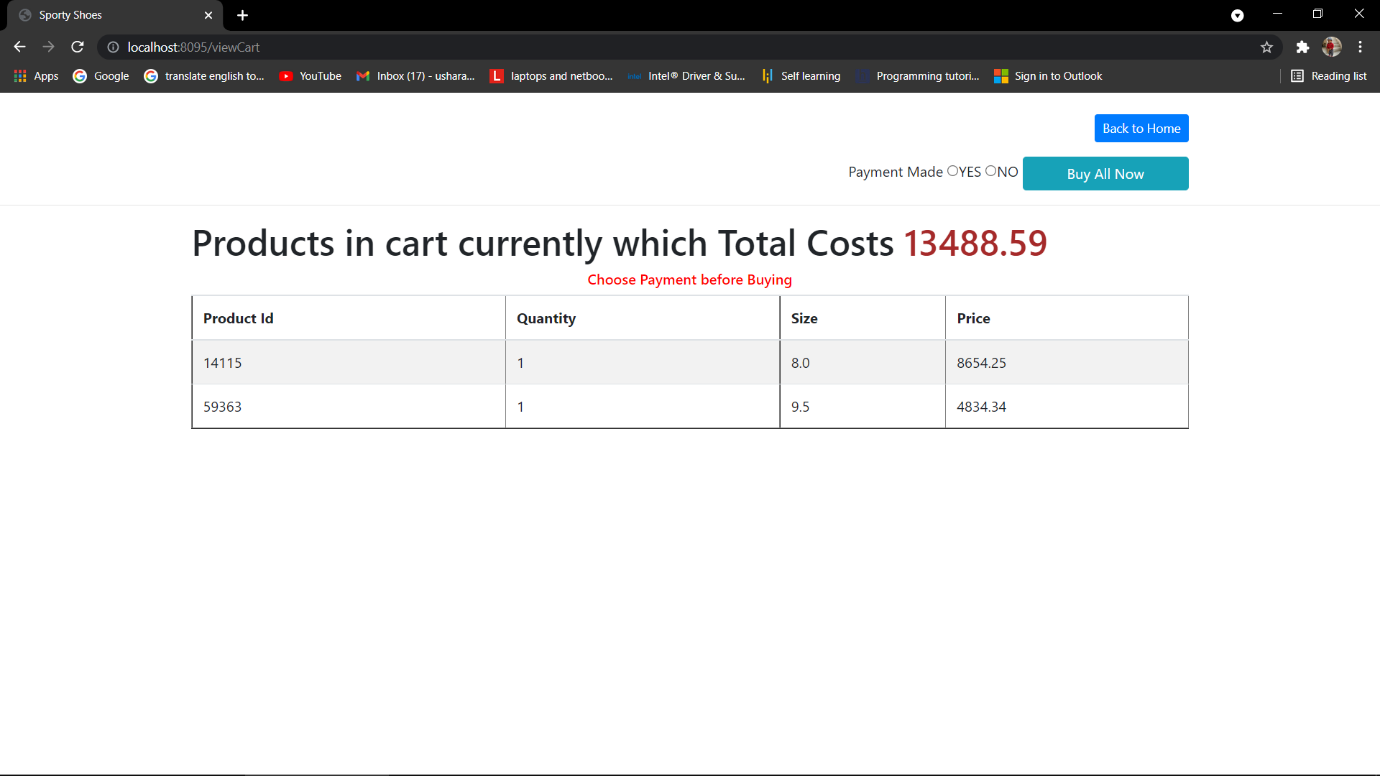 Sporty Shoes
localhost:8095/viewCart
Apps Google translate english to... YouTube Inbox (17) - ushara... L laptops and netboo... intel Intel® Driver & Su... Self learning Programming tutori... Sign in to Outlook Reading list
Back to Home
Payment Made YES NO Buy All Now
Products in cart currently which Total Costs 13488.59
Choose Payment before Buying
Product Id Quantity Size Price
14115 1 8.0 8654.25
59363 1 9.5 4834.34